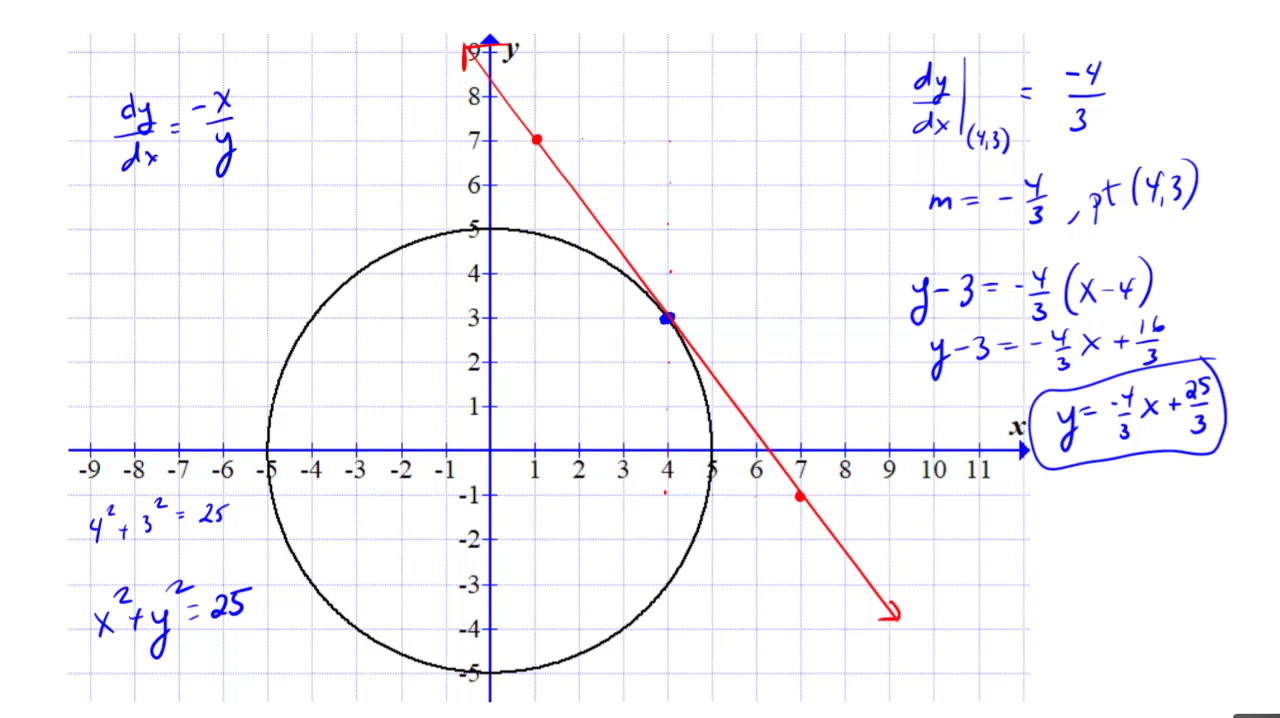 dy/dx = -x/y
4² + 3² = 25
x² + y² = 25
y
9
8
7
6
5
4
3
2
1
-9 -8 -7 -6 -5 -4 -3 -2 -1 1 2 3 4 5 6 7 8 9 10 11
x
-1
-2
-3
-4
-5
dy/dx |(4,3) = -4/3
m = -4/3, pt (4,3)
y-3 = -4/3 (x-4)
y-3 = -4/3 x + 16/3
y = -4/3 x + 25/3